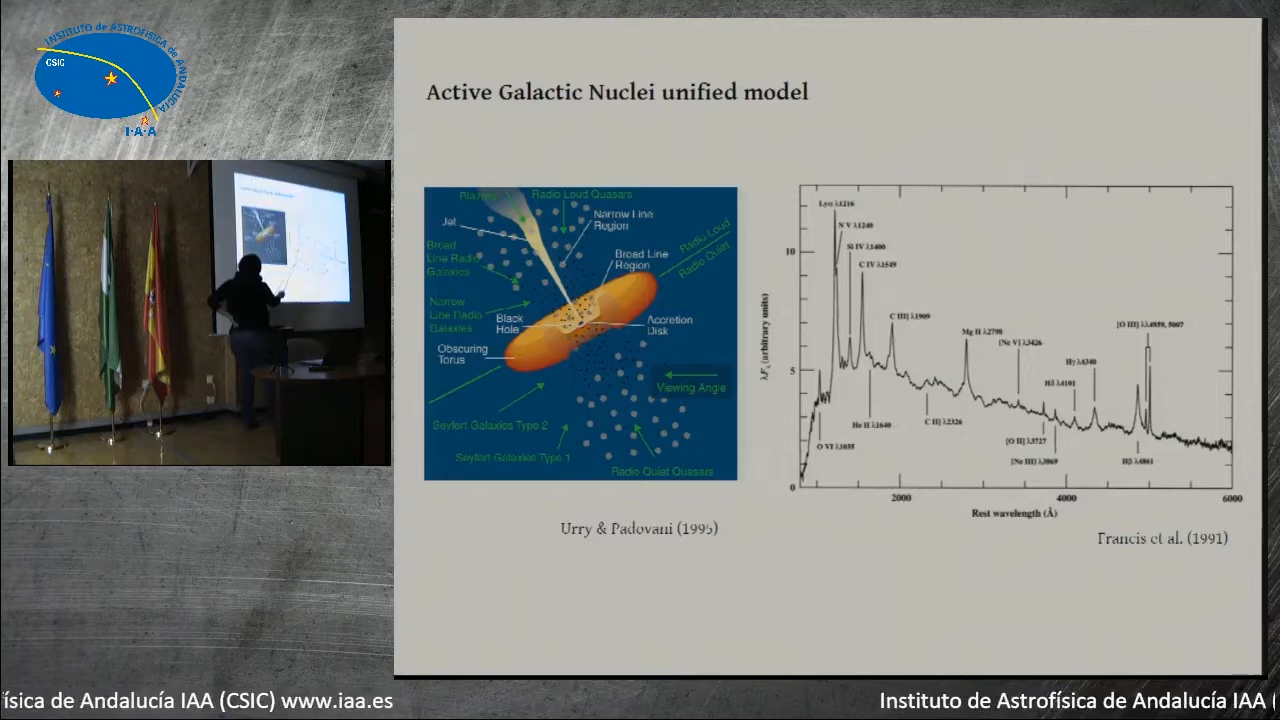 INSTITUTO de ASTROFÍSICA de ANDALUCÍA
CSIC
I·A·A
Active Galactic Nuclei unified model
Blazars
Radio Loud Quasars
Jet
Narrow Line
Region
Broad
Line Radio
Galaxies
Broad Line
Region
Radio Loud
Radio Quiet
Narrow
Line Radio
Galaxies
Black
Hole
Accretion
Disk
Obscuring
Torus
Viewing Angle
Seyfert Galaxies Type 2
Seyfert Galaxies Type 1
Radio Quiet Quasars
Urry & Padovani (1995)
Lyα λ1216
N V λ1240
Si IV λ1400
C IV λ1549
C III] λ1909
Mg II λ2798
[Ne V] λ3426
[O III] λλ4959, 5007
Hγ λ4340
Hδ λ4101
He II λ1640
C II] λ2326
[O II] λ3727
O VI λ1035
[Ne III] λ3869
Hβ λ4861
10
5
0
λFλ (arbitrary units)
2000
4000
6000
Rest wavelength (Å)
Francis et al. (1991)
ísica de Andalucía IAA (CSIC) www.iaa.es
Instituto de Astrofísica de Andalucía IAA (